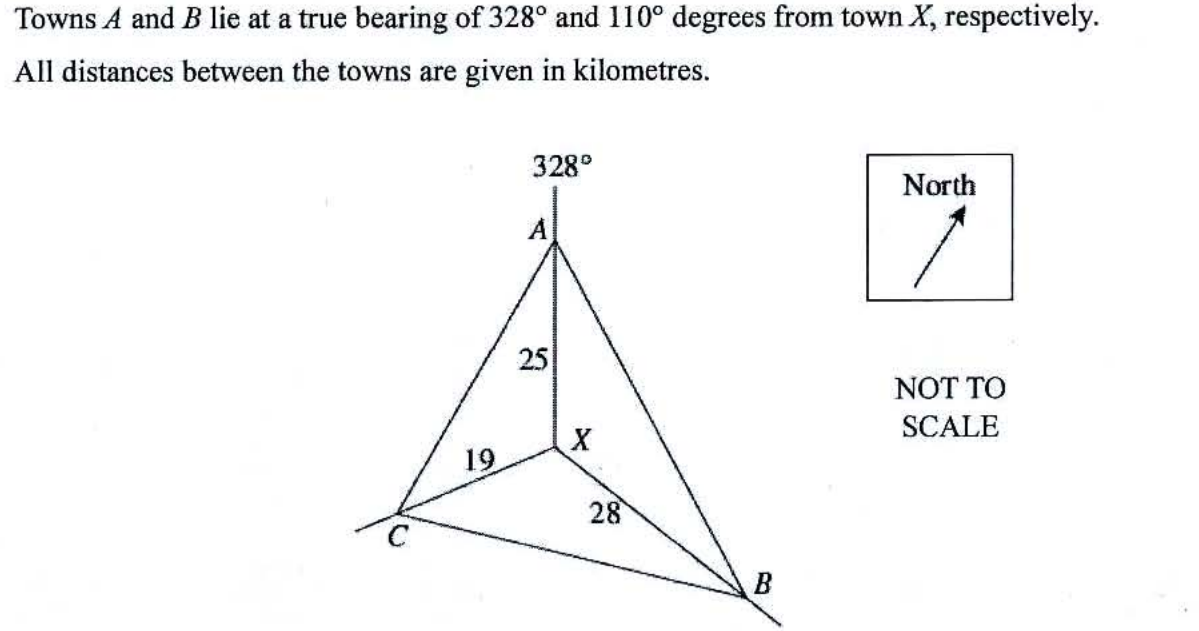 Towns A and B lie at a true bearing of 328° and 110° degrees from town X, respectively.
All distances between the towns are given in kilometres.
328°
North
A
25
NOT TO
SCALE
X
19
28
C
B